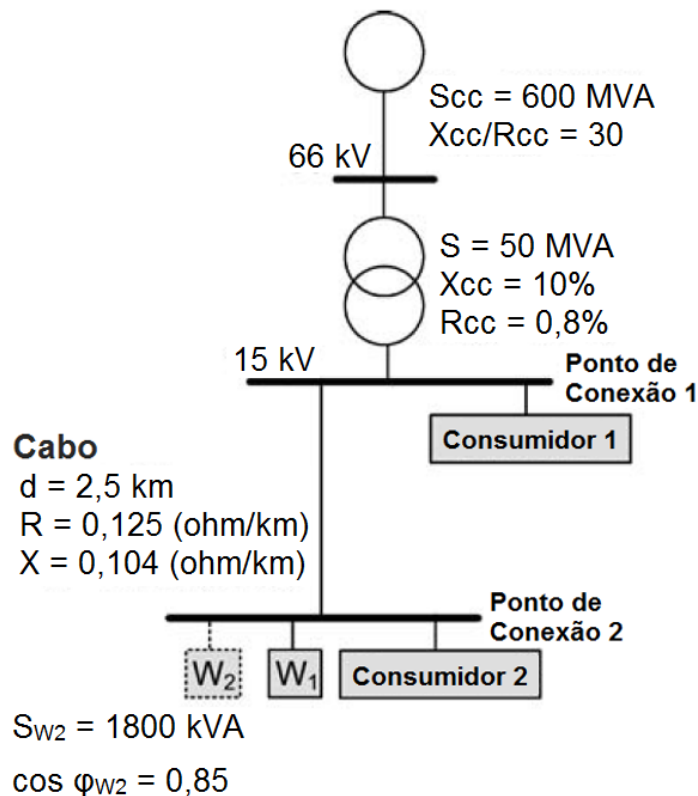 Scc = 600 MVA
Xcc/Rcc = 30
66 kV
S = 50 MVA
Xcc = 10%
Rcc = 0,8%
15 kV
Ponto de
Conexão 1
Consumidor 1
Cabo
d = 2,5 km
R = 0,125 (ohm/km)
X = 0,104 (ohm/km)
Ponto de
Conexão 2
W₂ W₁ Consumidor 2
Sw₂ = 1800 kVA
cos φw₂ = 0,85